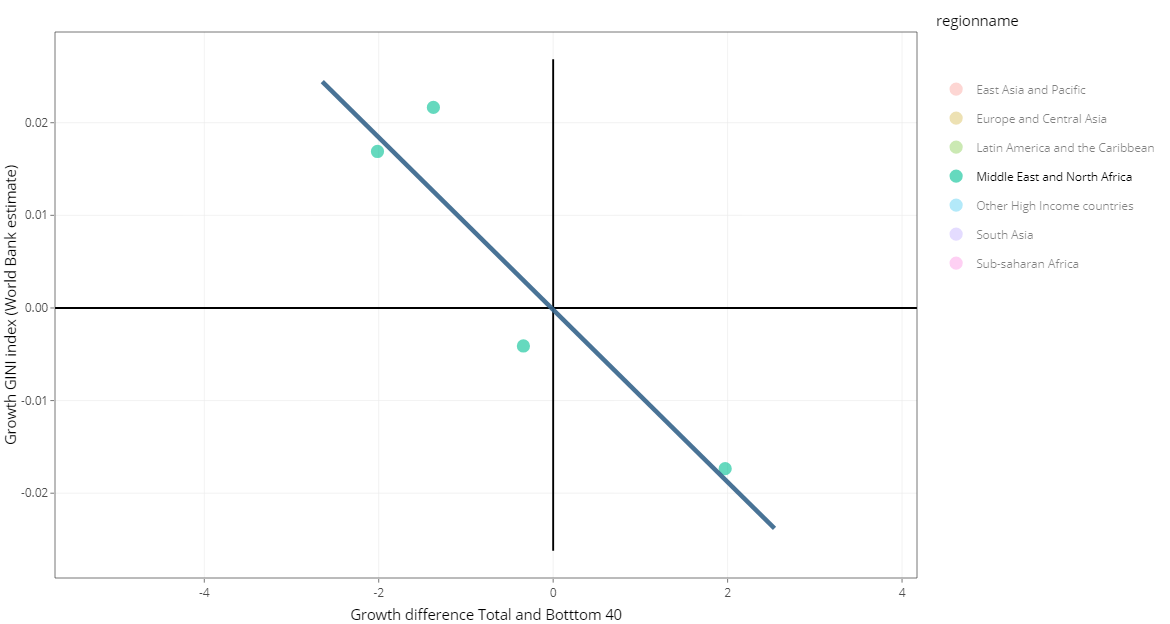 regionname
East Asia and Pacific
Europe and Central Asia
Latin America and the Caribbean
Middle East and North Africa
Other High Income countries
South Asia
Sub-saharan Africa
Growth GINI index (World Bank estimate)
0.02
0.01
0.00
-0.01
-0.02
-4
-2
0
2
4
Growth difference Total and Botttom 40